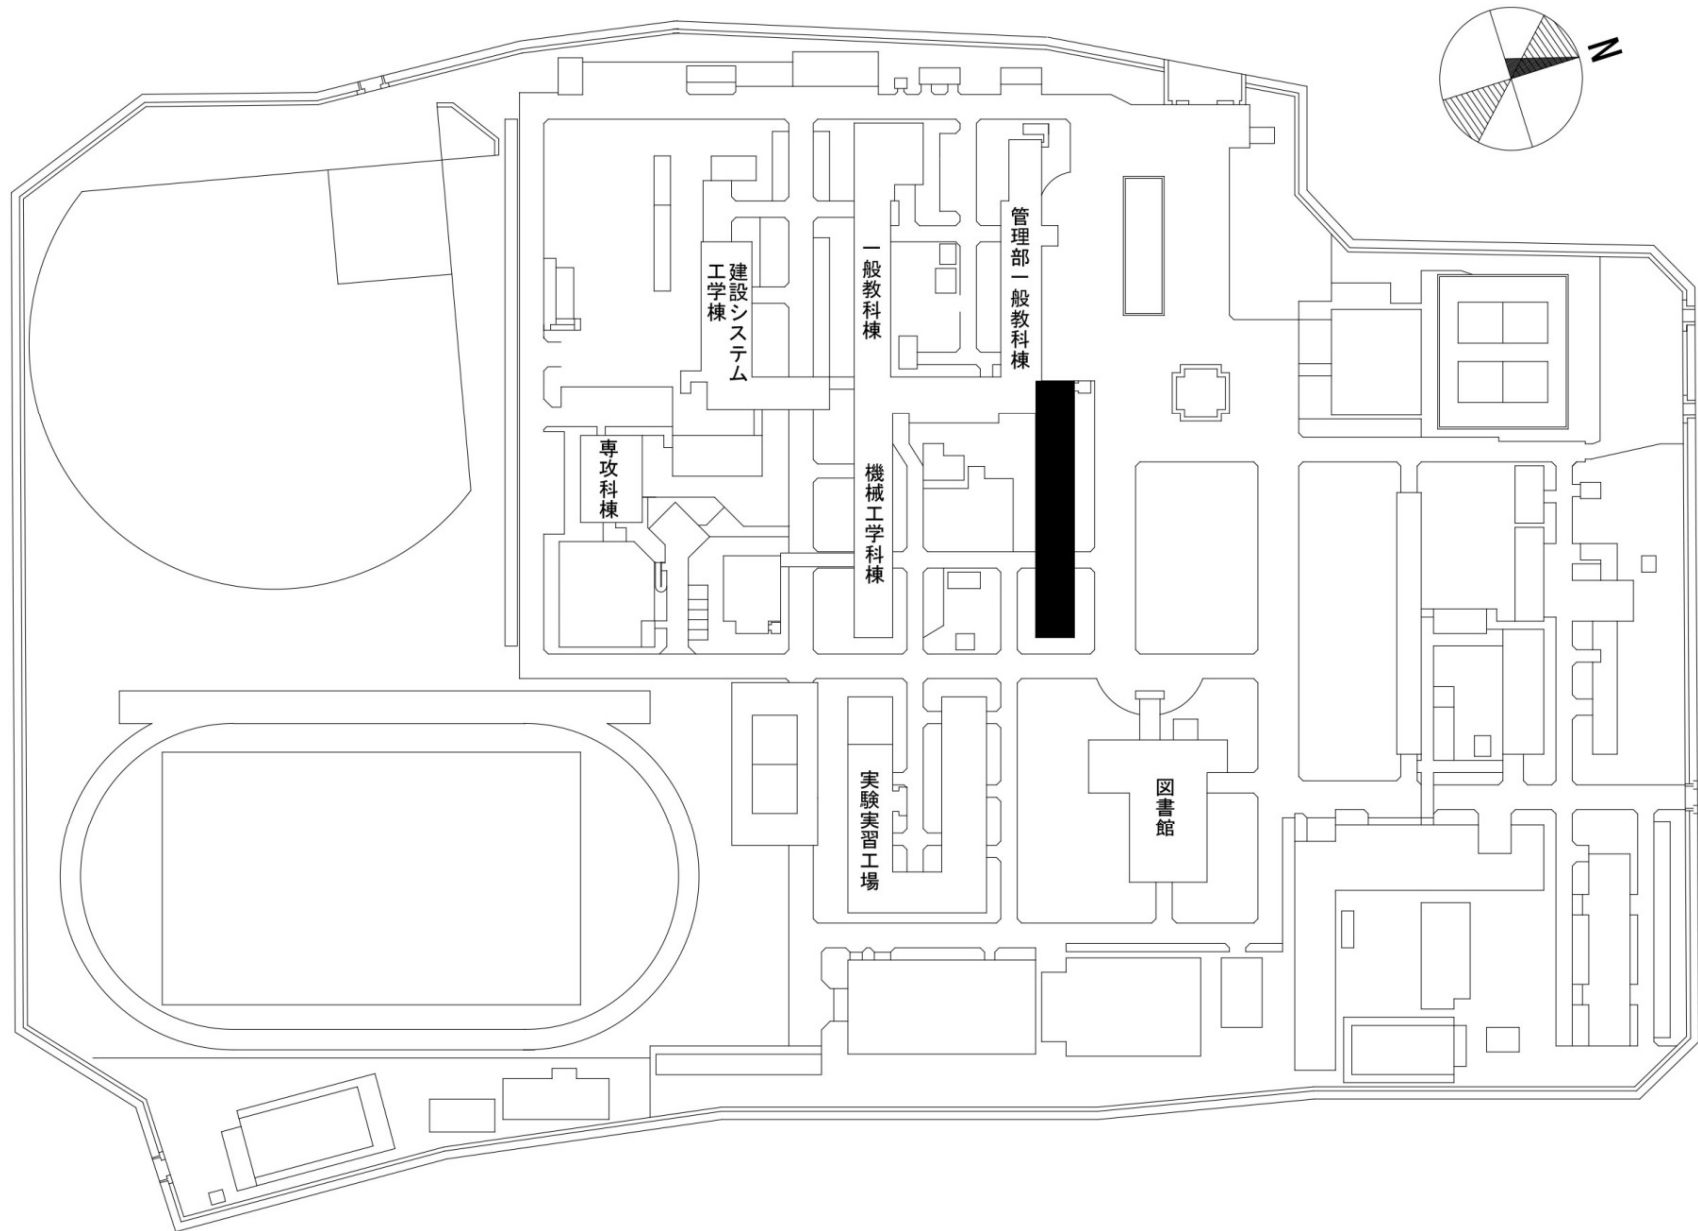 N
管理部一般教科棟
一般教科棟
建設システム
工学棟
専攻科棟
機械工学科棟
実験実習工場
図書館